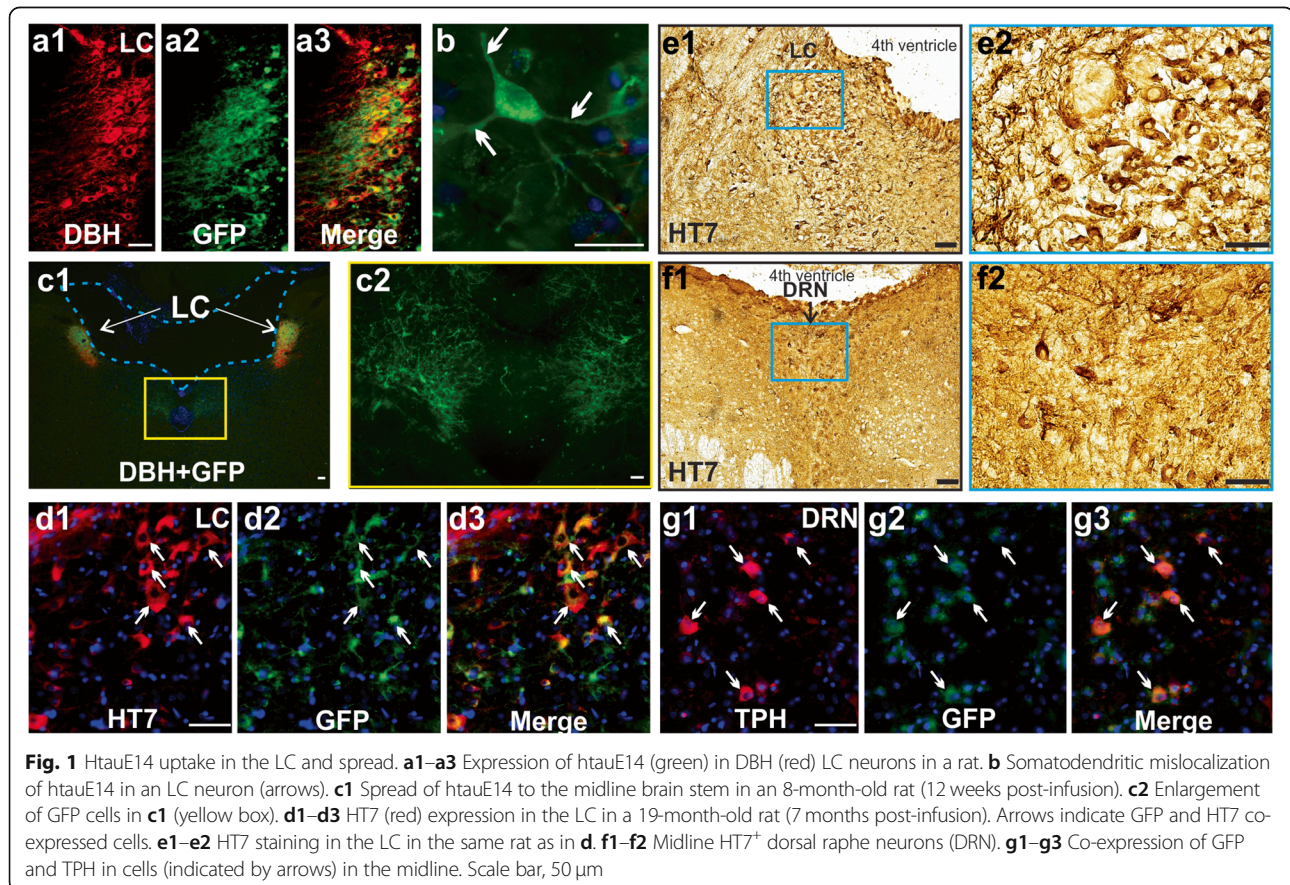 a1 LC a2 a3 b e1 LC 4th ventricle e2
DBH GFP Merge HT7
c1 LC c2 f1 4th ventricle f2
DRN
DBH+GFP HT7
d1 LC d2 d3 g1 DRN g2 g3
HT7 GFP Merge TPH GFP Merge
Fig. 1 HtauE14 uptake in the LC and spread. a1–a3 Expression of htauE14 (green) in DBH (red) LC neurons in a rat. b Somatodendritic mislocalization
of htauE14 in an LC neuron (arrows). c1 Spread of htauE14 to the midline brain stem in an 8-month-old rat (12 weeks post-infusion). c2 Enlargement
of GFP cells in c1 (yellow box). d1–d3 HT7 (red) expression in the LC in a 19-month-old rat (7 months post-infusion). Arrows indicate GFP and HT7 co-
expressed cells. e1–e2 HT7 staining in the LC in the same rat as in d. f1–f2 Midline HT7⁺ dorsal raphe neurons (DRN). g1–g3 Co-expression of GFP
and TPH in cells (indicated by arrows) in the midline. Scale bar, 50 μm